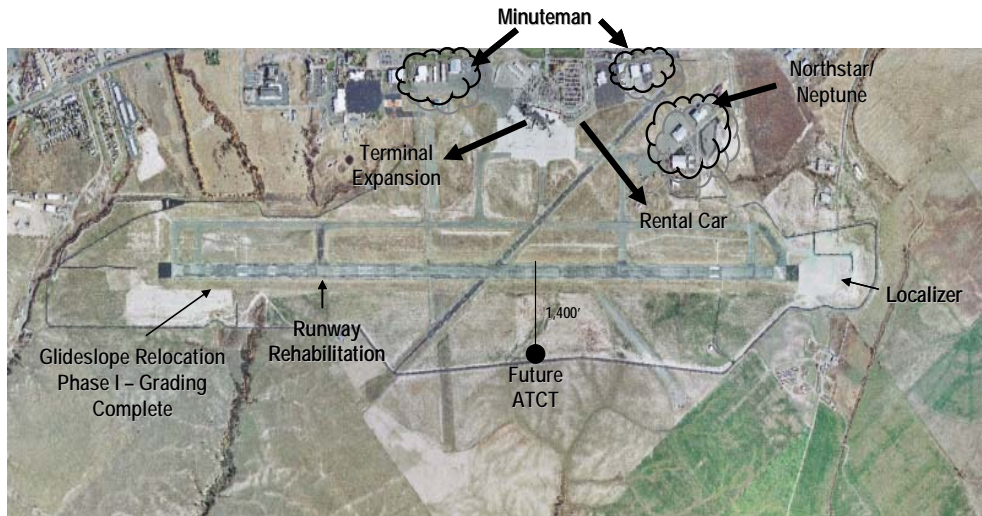 Minuteman
Northstar/
Neptune
Terminal
Expansion
Rental Car
Localizer
1,400'
Runway
Rehabilitation
Glideslope Relocation
Phase I – Grading
Complete
Future
ATCT